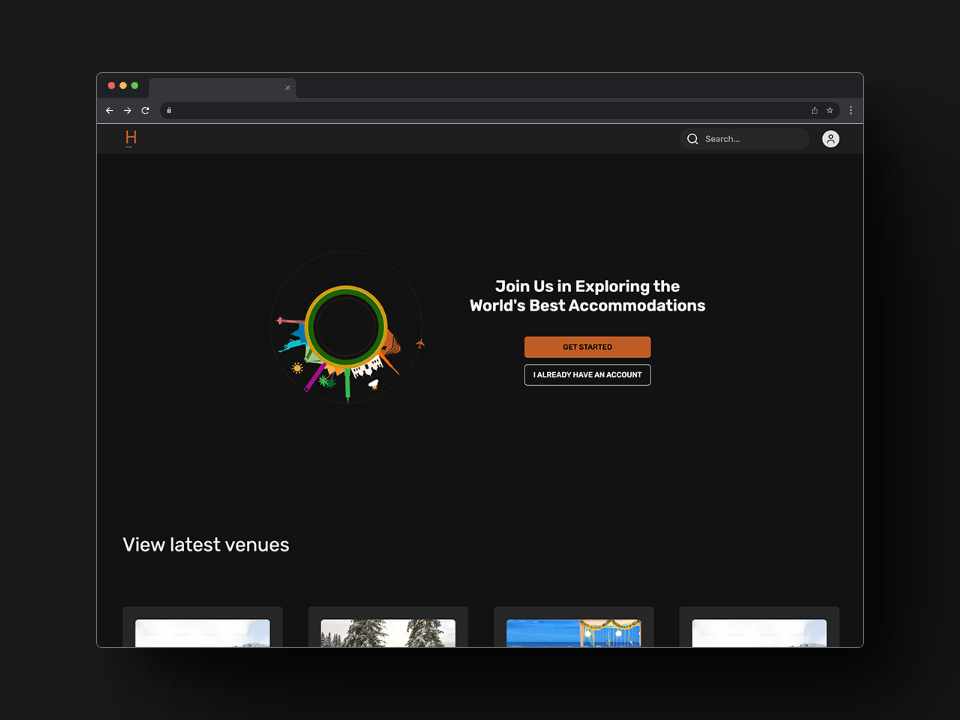 H
Search...
Join Us in Exploring the
World's Best Accommodations
GET STARTED
I ALREADY HAVE AN ACCOUNT
View latest venues